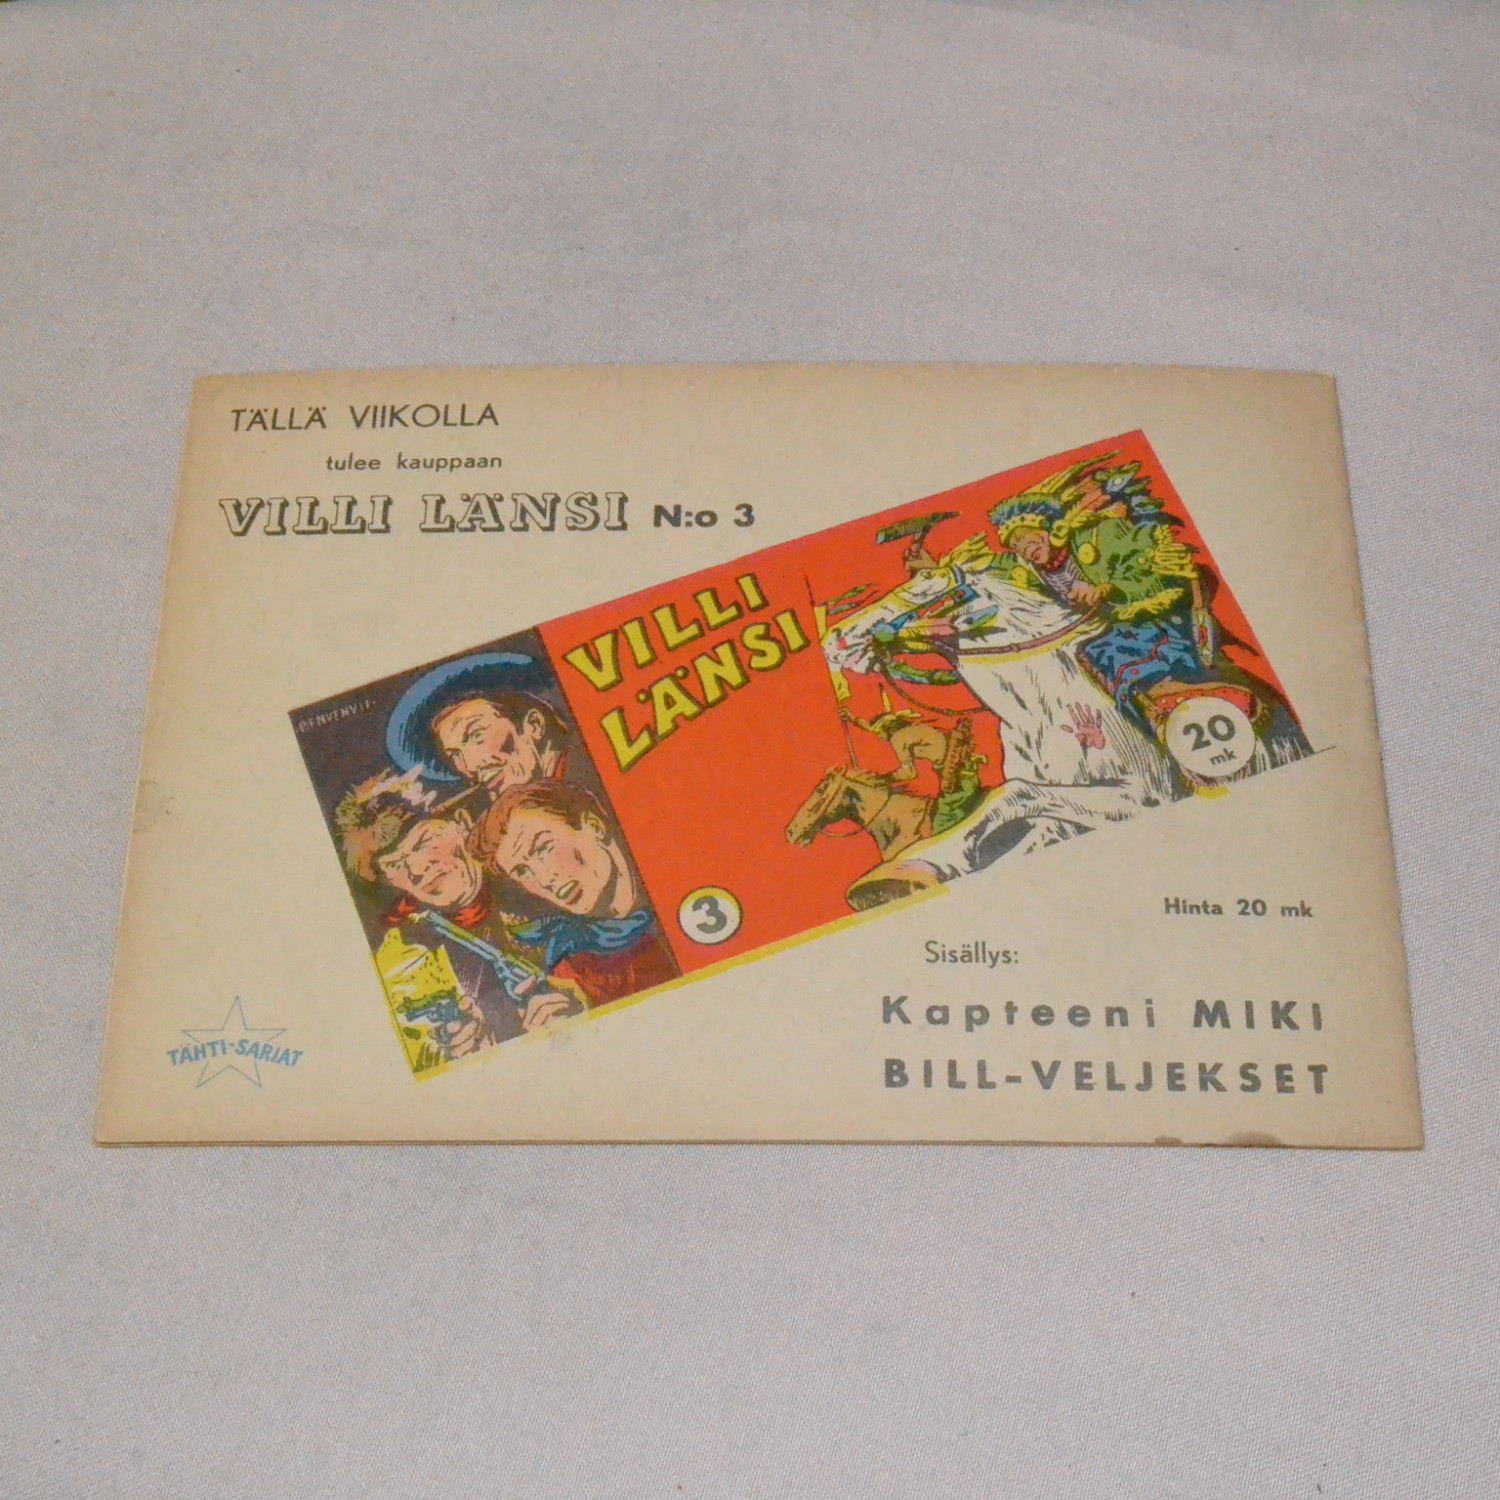 TÄLLÄ VIIKOLLA
tulee kauppaan
VILLI LÄNSI N:o 3
BENVENUTI
VILLI
LÄNSI
20
mk
3
Hinta 20 mk
Sisällys:
Kapteeni MIKI
BILL-VELJEKSET
TÄHTI-SARJAT